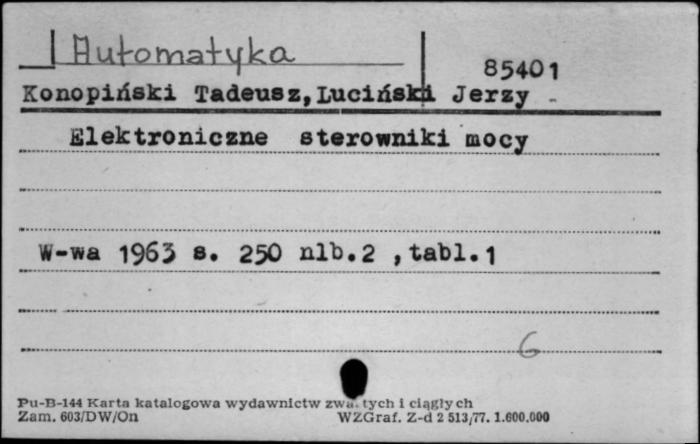 Automatyka
85401
Konopiński Tadeusz,Luciński Jerzy -
Elektroniczne sterowniki mocy
W-wa 1963 s. 250 nlb.2 ,tabl.1
6
Pu-B-144 Karta katalogowa wydawnictw zwartych i ciągłych
Zam. 603/DW/On WZGraf. Z-d 2 513/77. 1.600.000